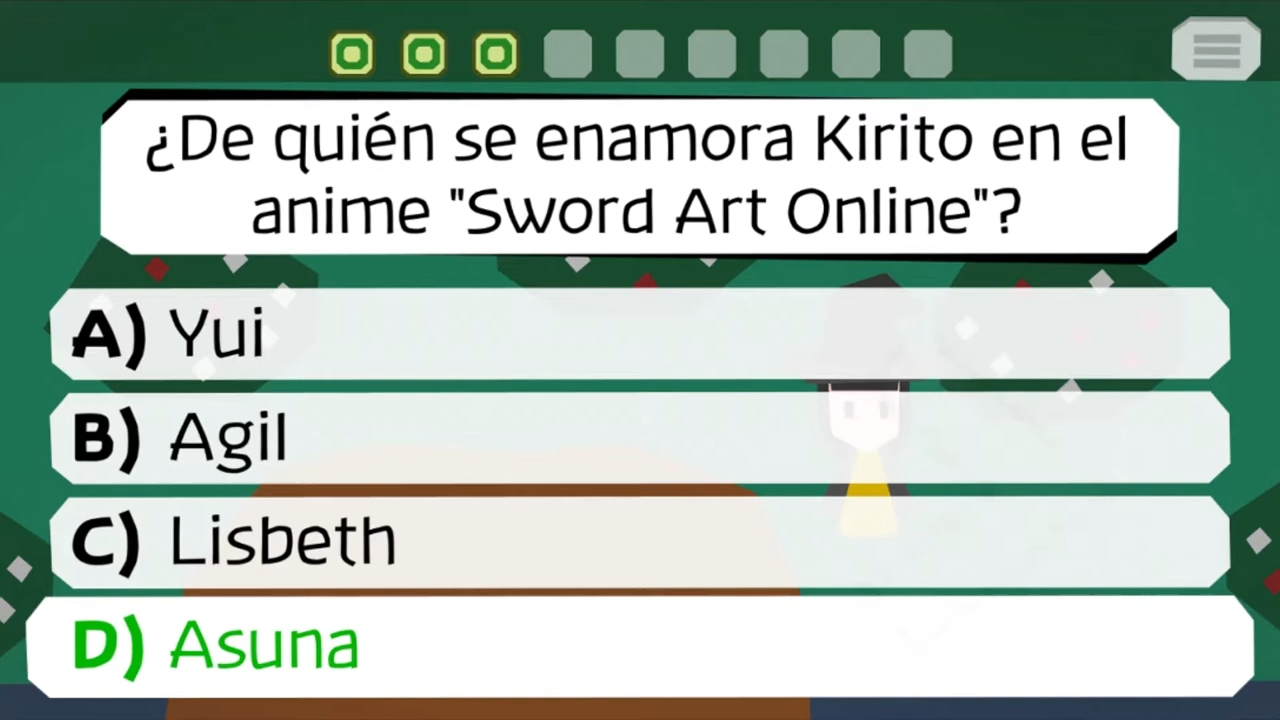 ¿De quién se enamora Kirito en el
anime "Sword Art Online"?
A) Yui
B) Agil
C) Lisbeth
D) Asuna